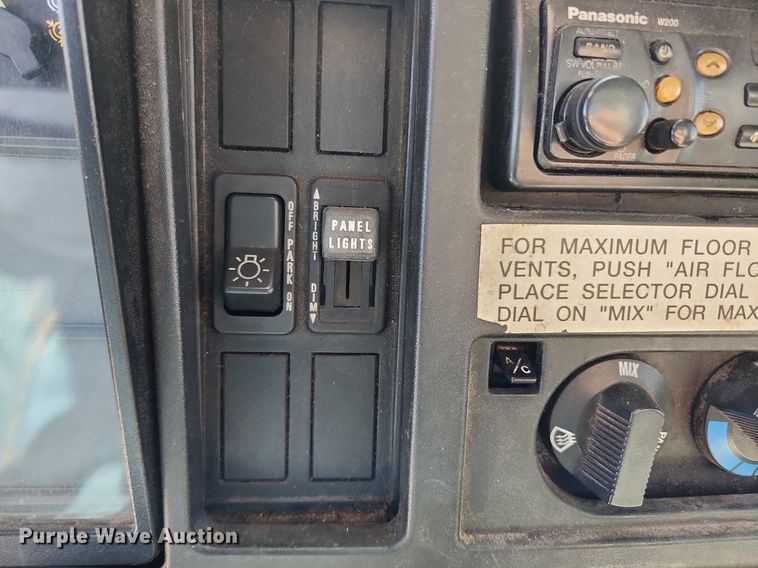 Panasonic W200
BAND
FADER
OFF PARK ON
BRIGHT DIM
PANEL
LIGHTS
FOR MAXIMUM FLOOR
VENTS, PUSH "AIR FLO
PLACE SELECTOR DIAL
DIAL ON "MIX" FOR MAX
A/C
MIX
Purple Wave Auction